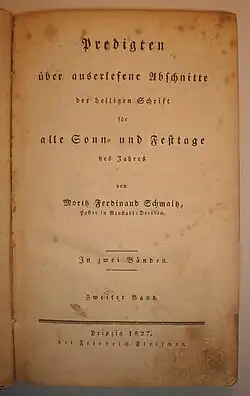 Predigten
über auserlesene Abschnitte
der heiligen Schrift
für
alle Sonn- und Festtage
des Jahres
von
Moritz Ferdinand Schmaltz,
Pastor in Neustadt-Dresden.
In zwei Bänden.
Zweiter Band.
Leipzig 1827.
bei Friedrich Fleischer.